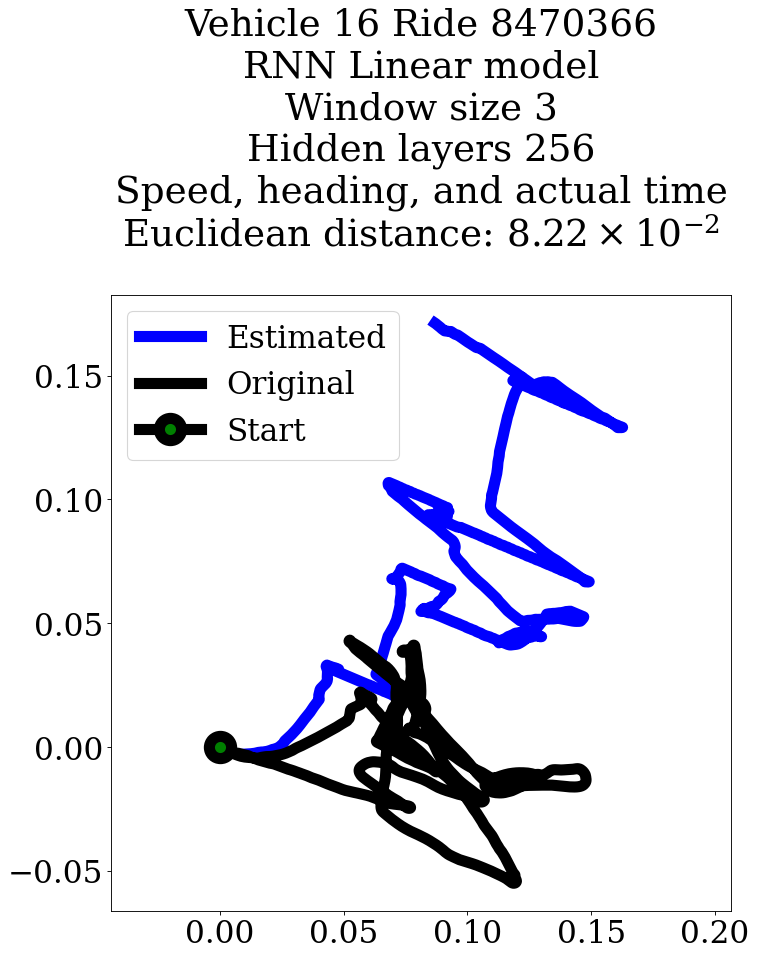 Vehicle 16 Ride 8470366
RNN Linear model
Window size 3
Hidden layers 256
Speed, heading, and actual time
Euclidean distance: 8.22 × 10⁻²
Estimated
Original
Start
0.15
0.10
0.05
0.00
−0.05
0.00 0.05 0.10 0.15 0.20